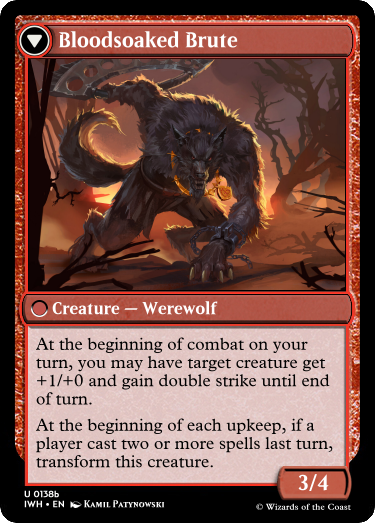 Bloodsoaked Brute
Creature — Werewolf
At the beginning of combat on your
turn, you may have target creature get
+1/+0 and gain double strike until end
of turn.
At the beginning of each upkeep, if a
player cast two or more spells last turn,
transform this creature.
3/4
U 0138b
IWH • EN Kamil Patynowski
© Wizards of the Coast